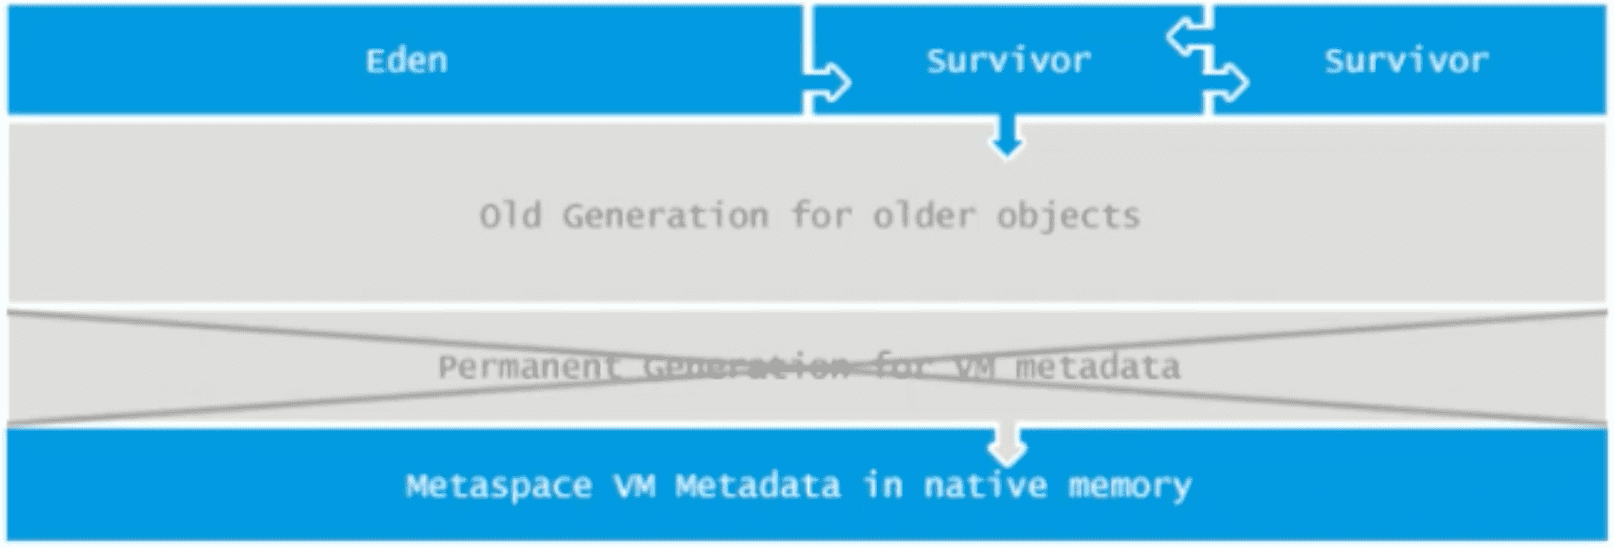 Eden
Survivor
Survivor
Old Generation for older objects
Permanent Generation for VM metadata
Metaspace VM Metadata in native memory